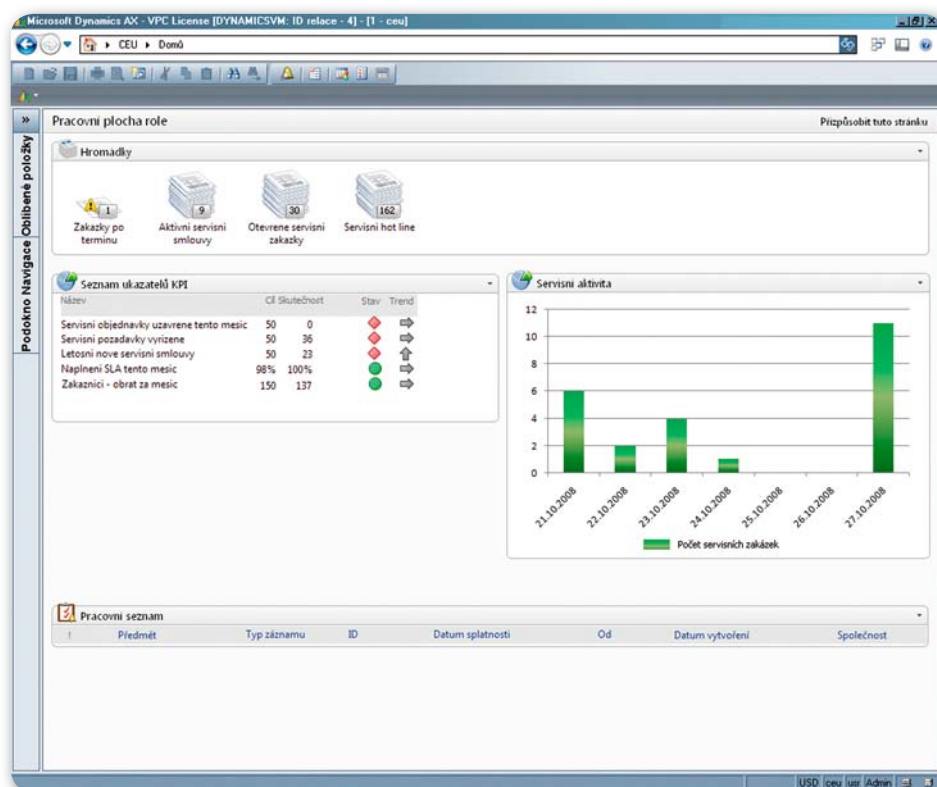 Microsoft Dynamics AX - VPC License [DYNAMICSVM: ID relace - 4] - [1 - ceu]
CEU Domů
Pracovní plocha role
Přizpůsobit tuto stránku
Oblíbené položky
Podokno Navigace
Hromádky
1
9
30
162
Zakazky po
terminu
Aktivní servisni
smlouvy
Otevrene servisni
zakazky
Servisni hot line
Seznam ukazatelů KPI
Název Cíl Skutečnost Stav Trend
Servisni objednavky uzavrene tento mesic 50 0
Servisni pozadavky vyrizene 50 36
Letosni nove servisni smlouvy 50 23
Naplneni SLA tento mesic 98% 100%
Zakaznici - obrat za mesic 150 137
Servisní aktivita
12
10
8
6
4
2
0
21.10.2008
22.10.2008
23.10.2008
24.10.2008
25.10.2008
26.10.2008
27.10.2008
Počet servisních zakázek
Pracovní seznam
! Předmět Typ záznamu ID Datum splatnosti Od Datum vytvoření Společnost
USD ceu usr Admin